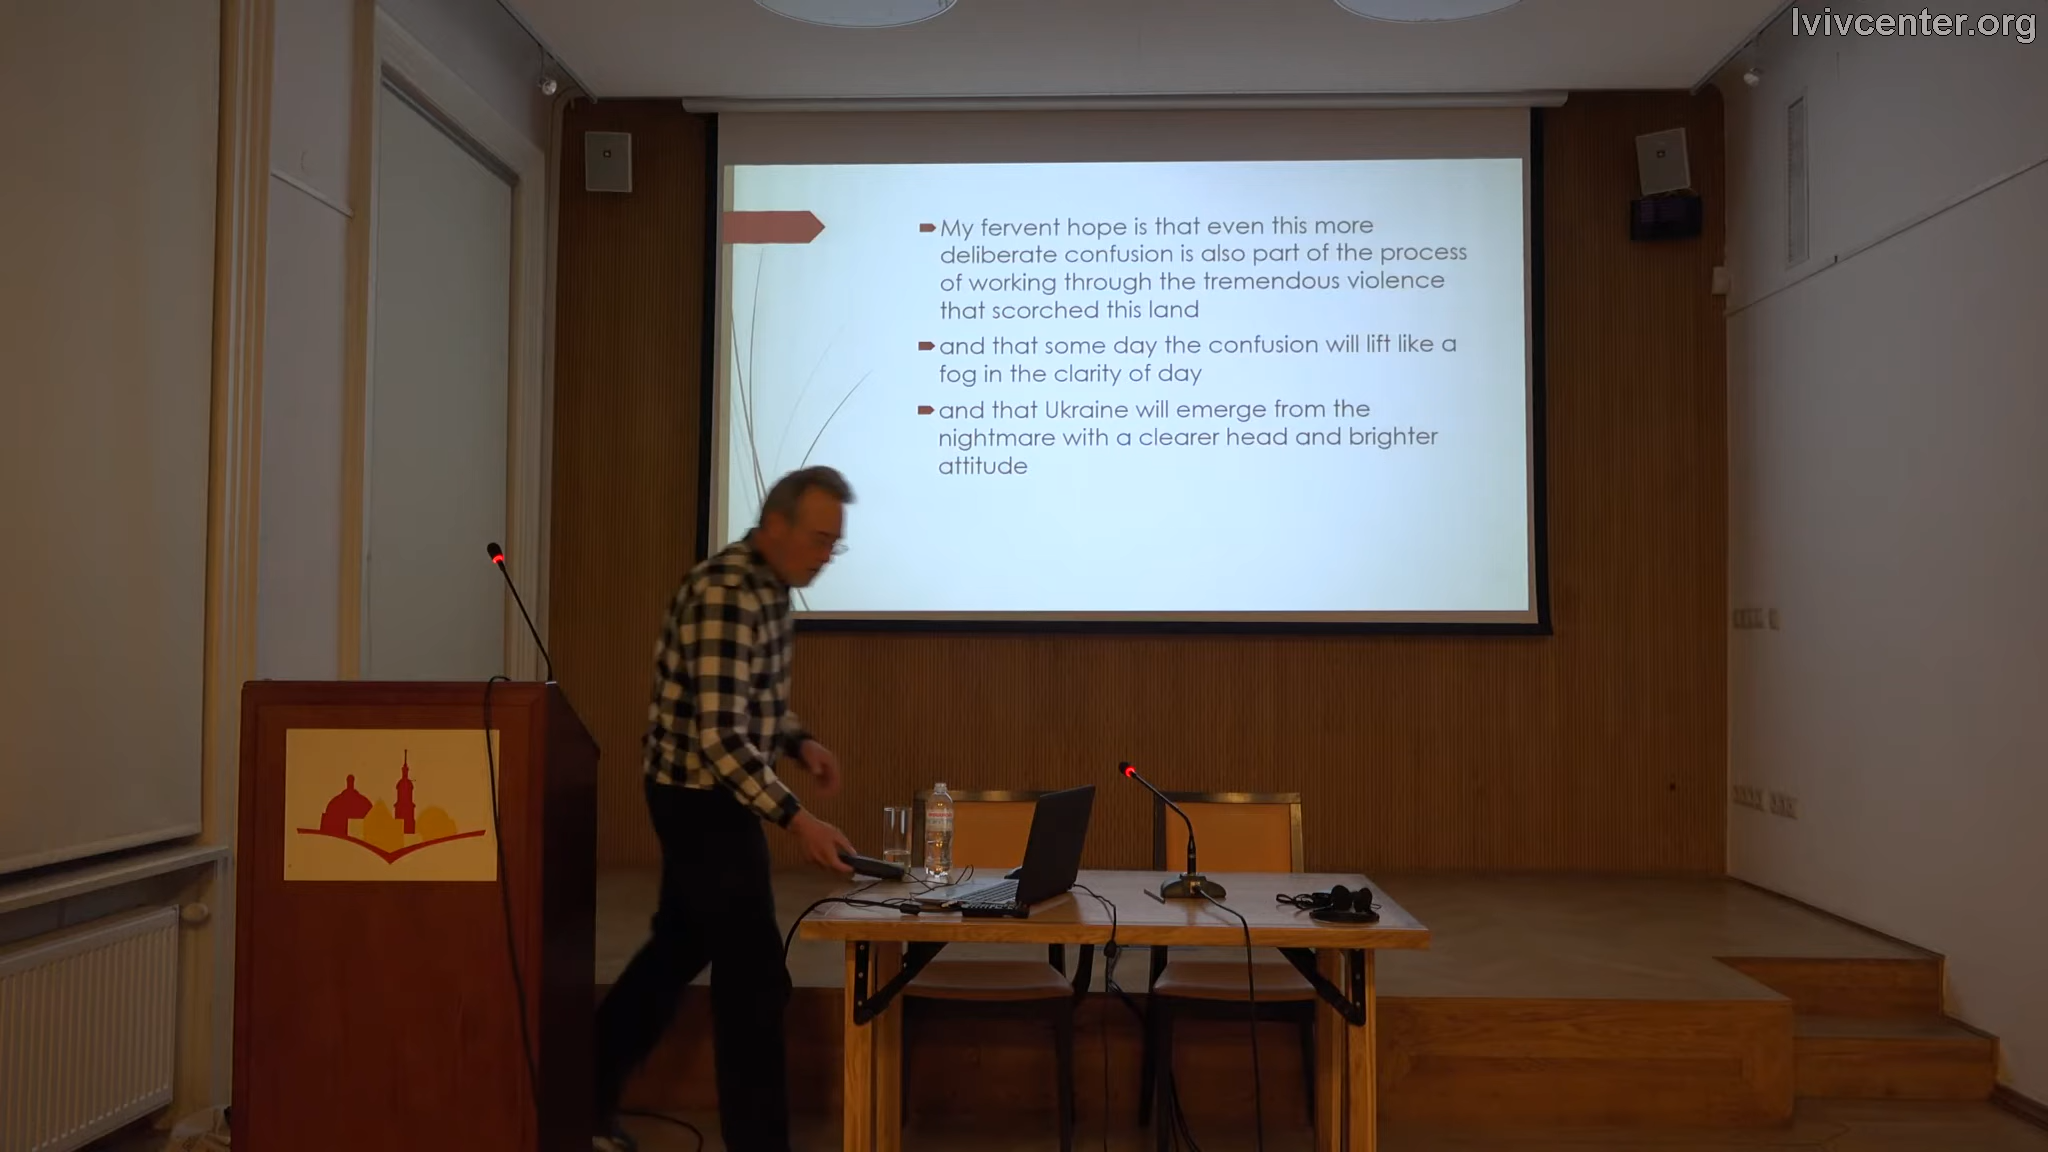 lvivcenter.org
My fervent hope is that even this more
deliberate confusion is also part of the process
of working through the tremendous violence
that scorched this land
and that some day the confusion will lift like a
fog in the clarity of day
and that Ukraine will emerge from the
nightmare with a clearer head and brighter
attitude